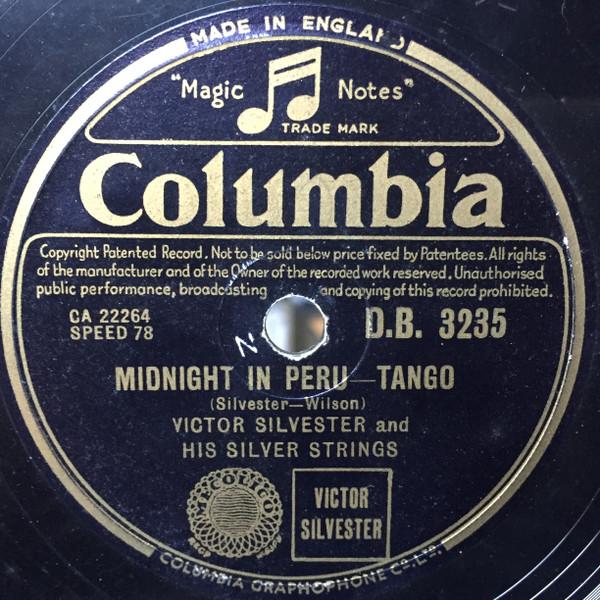 MADE IN ENGLAND
"Magic Notes"
TRADE MARK
Columbia
Copyright Patented Record. Not to be sold below price fixed by Patentees. All rights
of the manufacturer and of the Owner of the recorded work reserved. Unauthorised
public performance, broadcasting and copying of this record prohibited.
CA 22264
SPEED 78
D.B. 3235
MIDNIGHT IN PERU—TANGO
(Silvester—Wilson)
VICTOR SILVESTER and
HIS SILVER STRINGS
MECOLICO
VICTOR
SILVESTER
COLUMBIA GRAPHOPHONE Cº. LTD.